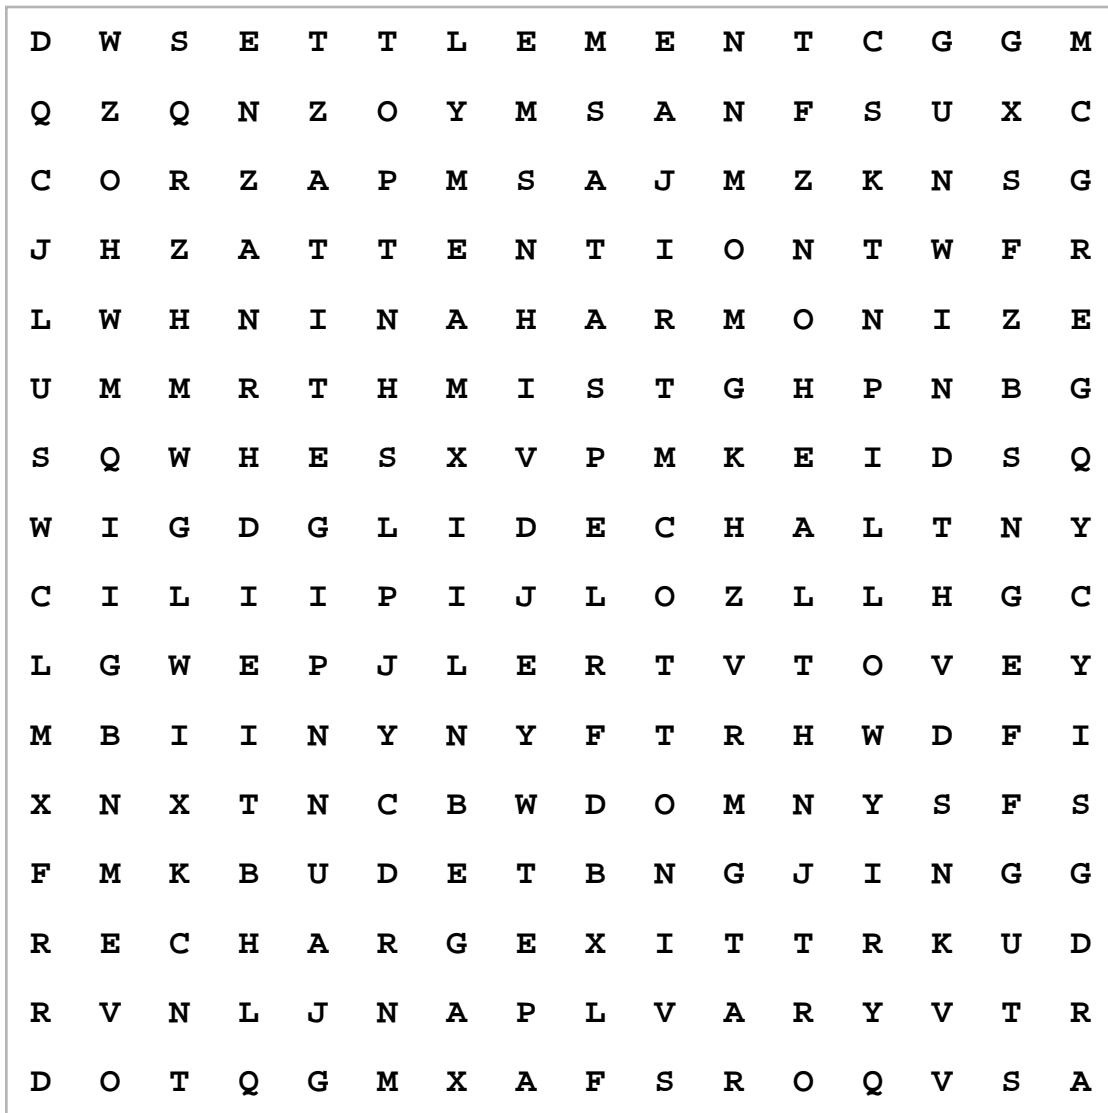 D W S E T T L E M E N T C G G M
Q Z Q N Z O Y M S A N F S U X C
C O R Z A P M S A J M Z K N S G
J H Z A T T E N T I O N T W F R
L W H N I N A H A R M O N I Z E
U M M R T H M I S T G H P N B G
S Q W H E S X V P M K E I D S Q
W I G D G L I D E C H A L T N Y
C I L I I P I J L O Z L L H G C
L G W E P J L E R T V T O V E Y
M B I I N Y N Y F T R H W D F I
X N X T N C B W D O M N Y S F S
F M K B U D E T B N G J I N G G
R E C H A R G E X I T T R K U D
R V N L J N A P L V A R Y V T R
D O T Q G M X A F S R O Q V S A